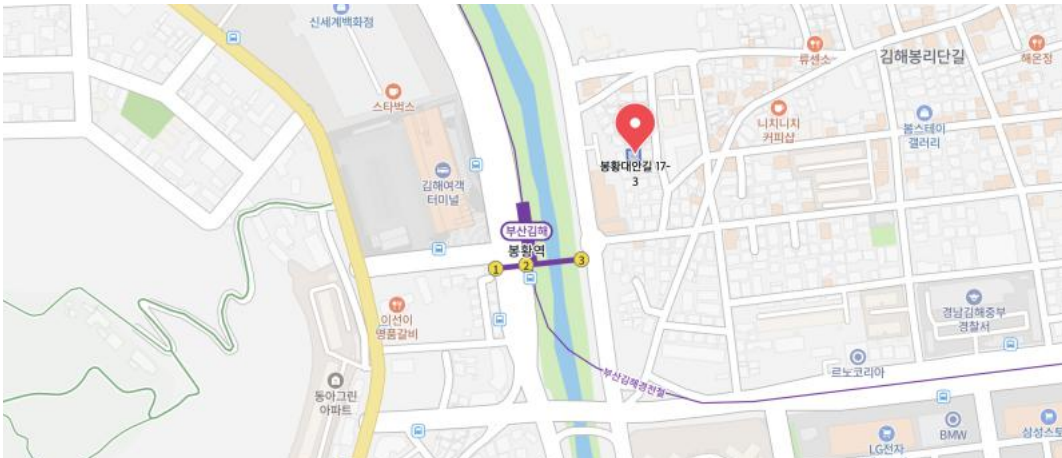 신세계백화점
스타벅스
김해여객
터미널
부산김해
봉황역
1
2
3
이선이
명품갈비
동아그린
아파트
부산김해경전철
봉황대안길 17-
3
류센소
김해봉리단길
해온정
니치니치
커피샵
봄스테이
갤러리
경남김해중부
경찰서
르노코리아
LG전자
BMW
삼성스토